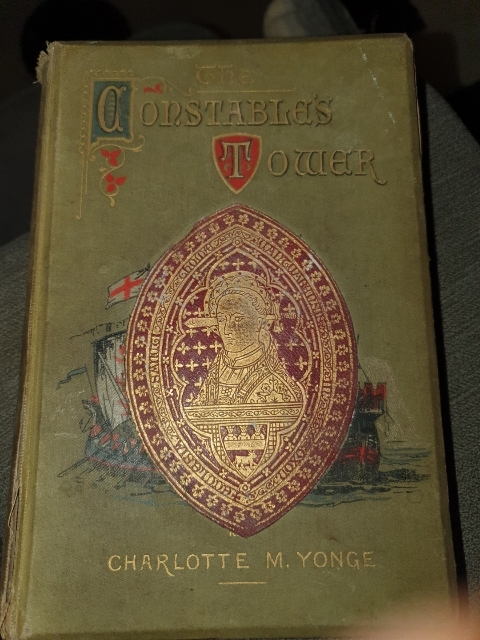 The
CONSTABLE'S
TOWER
CHARLOTTE M. YONGE